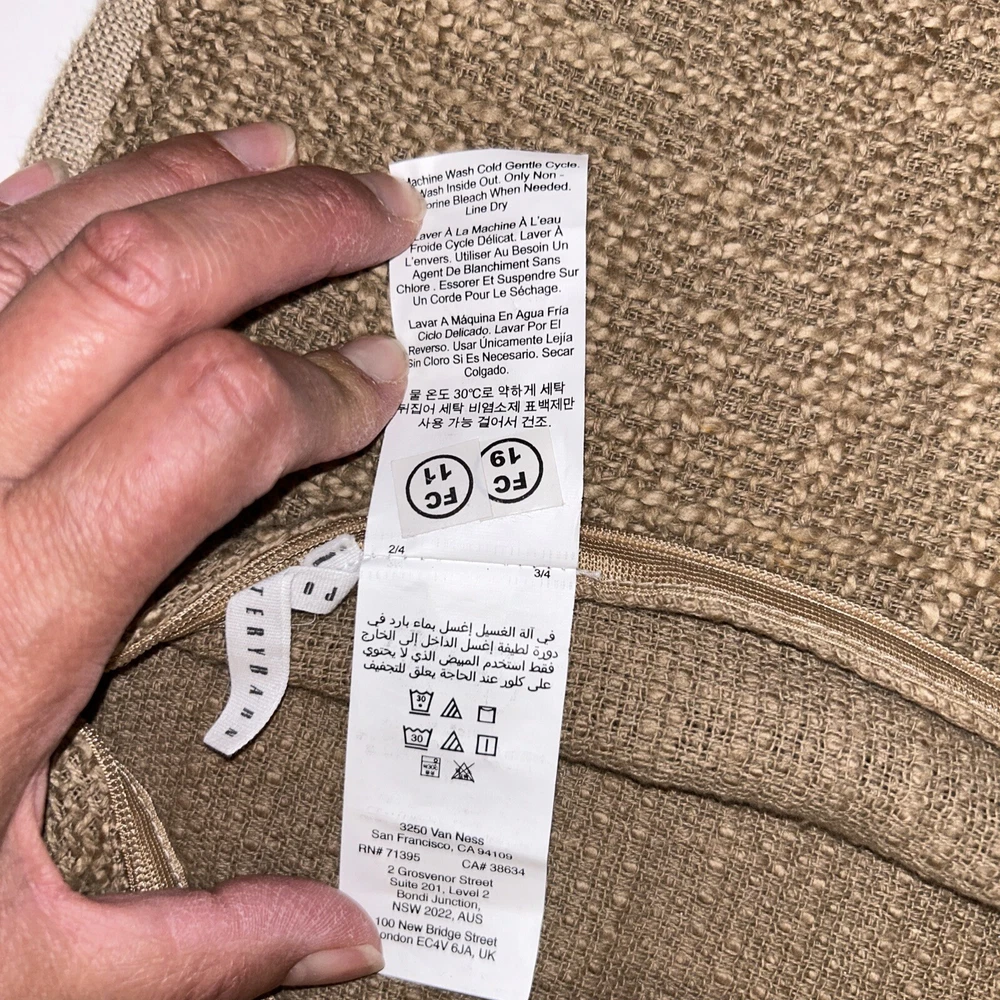 Machine Wash Cold Gentle Cycle.
Wash Inside Out. Only Non -
orine Bleach When Needed.
Line Dry
Laver À La Machine À L'eau
Froide Cycle Délicat. Laver À
L'envers. Utiliser Au Besoin Un
Agent De Blanchiment Sans
Chlore . Essorer Et Suspendre Sur
Un Corde Pour Le Séchage.
Lavar A Máquina En Agua Fría
Ciclo Delicado. Lavar Por El
Reverso. Usar Únicamente Lejía
Sin Cloro Si Es Necesario. Secar
Colgado.
물 온도 30℃로 약하게 세탁
뒤집어 세탁 비염소제 표백제만
사용 가능 걸어서 건조.
FC
11
FC
19
2/4
3/4
TERYBARN
في آلة الغسيل إغسل بماء بارد في
دورة لطيفة إغسل الداخل إلى الخارج
فقط استخدم المبيض الذي لا يحتوي
على كلور عند الحاجة يعلق للتجفيف
30
30
3250 Van Ness
San Francisco, CA 94109
RN# 71395 CA# 38634
2 Grosvenor Street
Suite 201, Level 2
Bondi Junction,
NSW 2022, AUS
100 New Bridge Street
ondon EC4V 6JA, UK